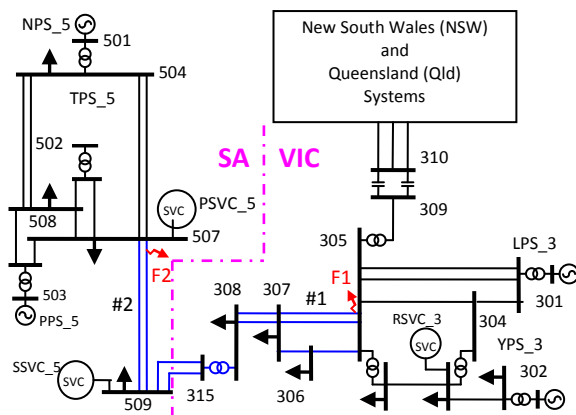 NPS_5
501
504
TPS_5
502
508
PSVC_5
SVC
507
F2
503
PPS_5
#2
SSVC_5
SVC
509
315
SA
VIC
New South Wales (NSW)
and
Queensland (Qld)
Systems
310
309
305
LPS_3
F1
301
308
307
#1
306
RSVC_3
SVC
304
YPS_3
302